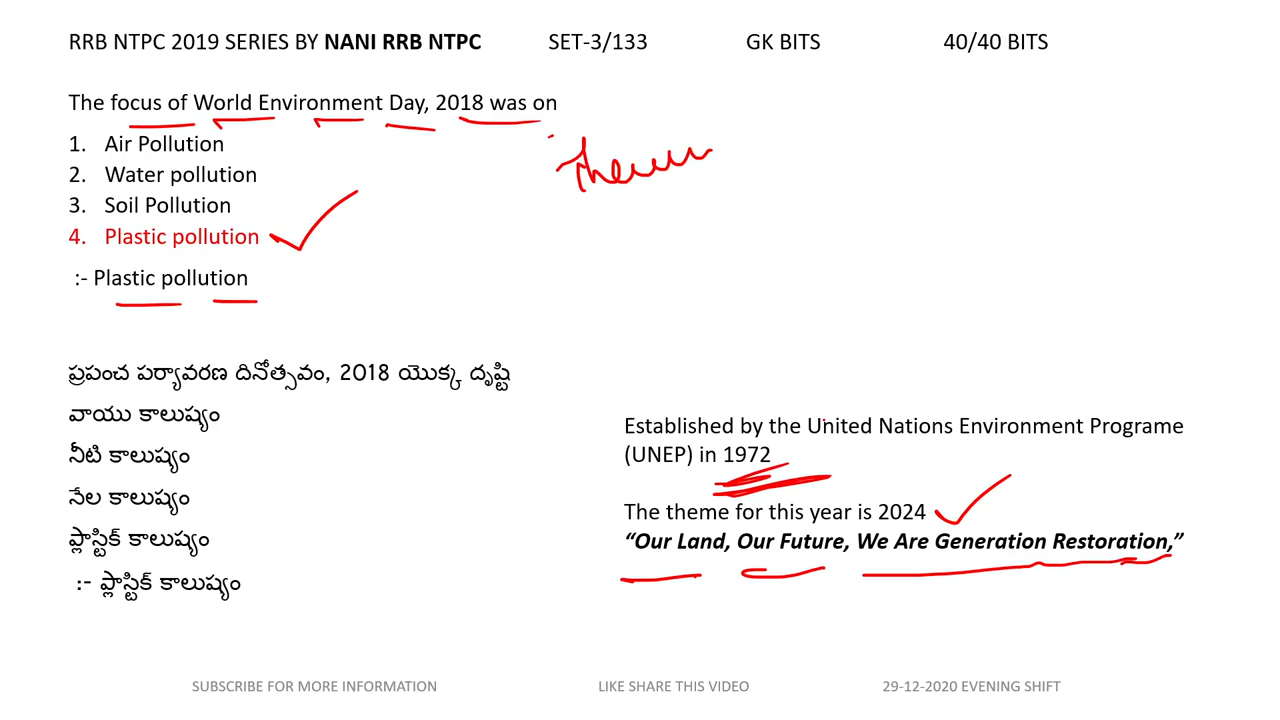 RRB NTPC 2019 SERIES BY NANI RRB NTPC SET-3/133 GK BITS 40/40 BITS
The focus of World Environment Day, 2018 was on
1. Air Pollution
2. Water pollution
3. Soil Pollution
4. Plastic pollution
:- Plastic pollution
Theme
ప్రపంచ పర్యావరణ దినోత్సవం, 2018 యొక్క దృష్టి
వాయు కాలుష్యం
నీటి కాలుష్యం
నేల కాలుష్యం
ప్లాస్టిక్ కాలుష్యం
:- ప్లాస్టిక్ కాలుష్యం
Established by the United Nations Environment Programe
(UNEP) in 1972
The theme for this year is 2024
“Our Land, Our Future, We Are Generation Restoration,”
SUBSCRIBE FOR MORE INFORMATION LIKE SHARE THIS VIDEO 29-12-2020 EVENING SHIFT